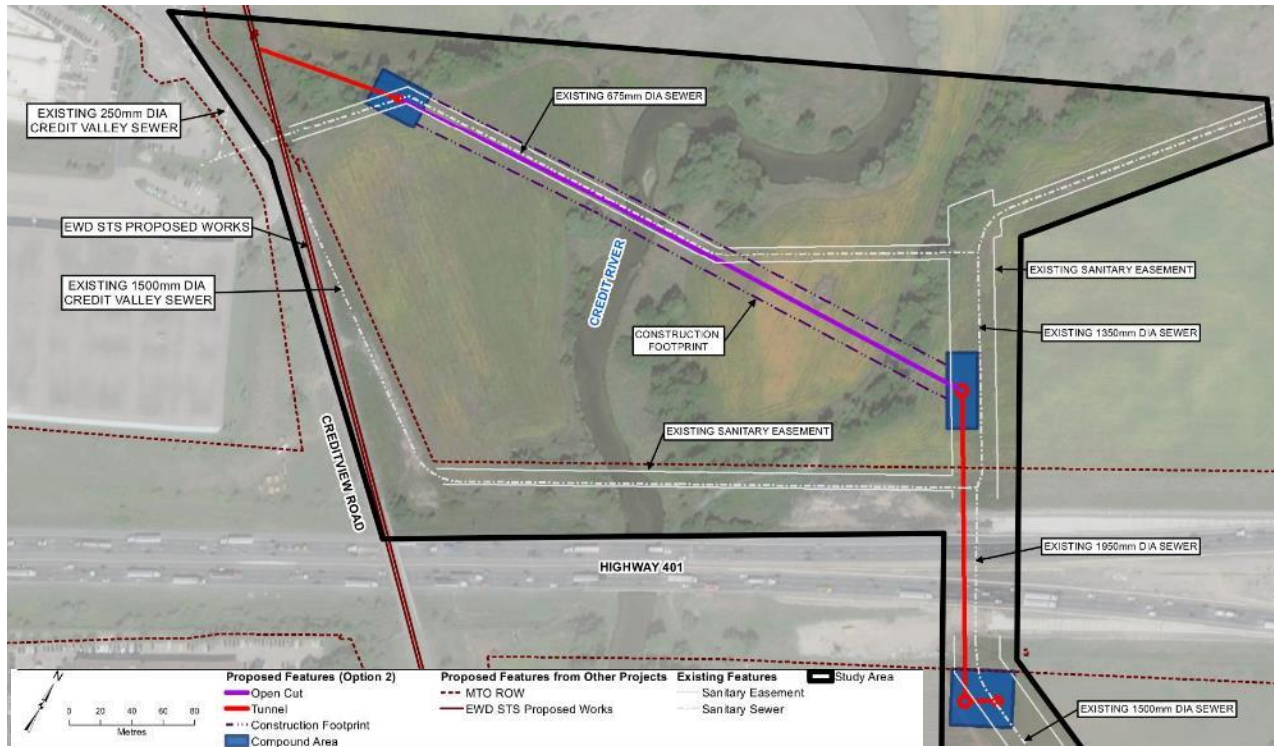 EXISTING 250mm DIA
CREDIT VALLEY SEWER
EXISTING 675mm DIA SEWER
EWD STS PROPOSED WORKS
EXISTING 1500mm DIA
CREDIT VALLEY SEWER
CREDIT RIVER
CONSTRUCTION
FOOTPRINT
EXISTING SANITARY EASEMENT
EXISTING 1350mm DIA SEWER
EXISTING SANITARY EASEMENT
CREDITVIEW ROAD
EXISTING 1950mm DIA SEWER
HIGHWAY 401
EXISTING 1500mm DIA SEWER
N
0 20 40 60 80
Metres
Proposed Features (Option 2)
Open Cut
Tunnel
Construction Footprint
Compound Area
Proposed Features from Other Projects
MTO ROW
EWD STS Proposed Works
Existing Features
Sanitary Easement
Sanitary Sewer
Study Area